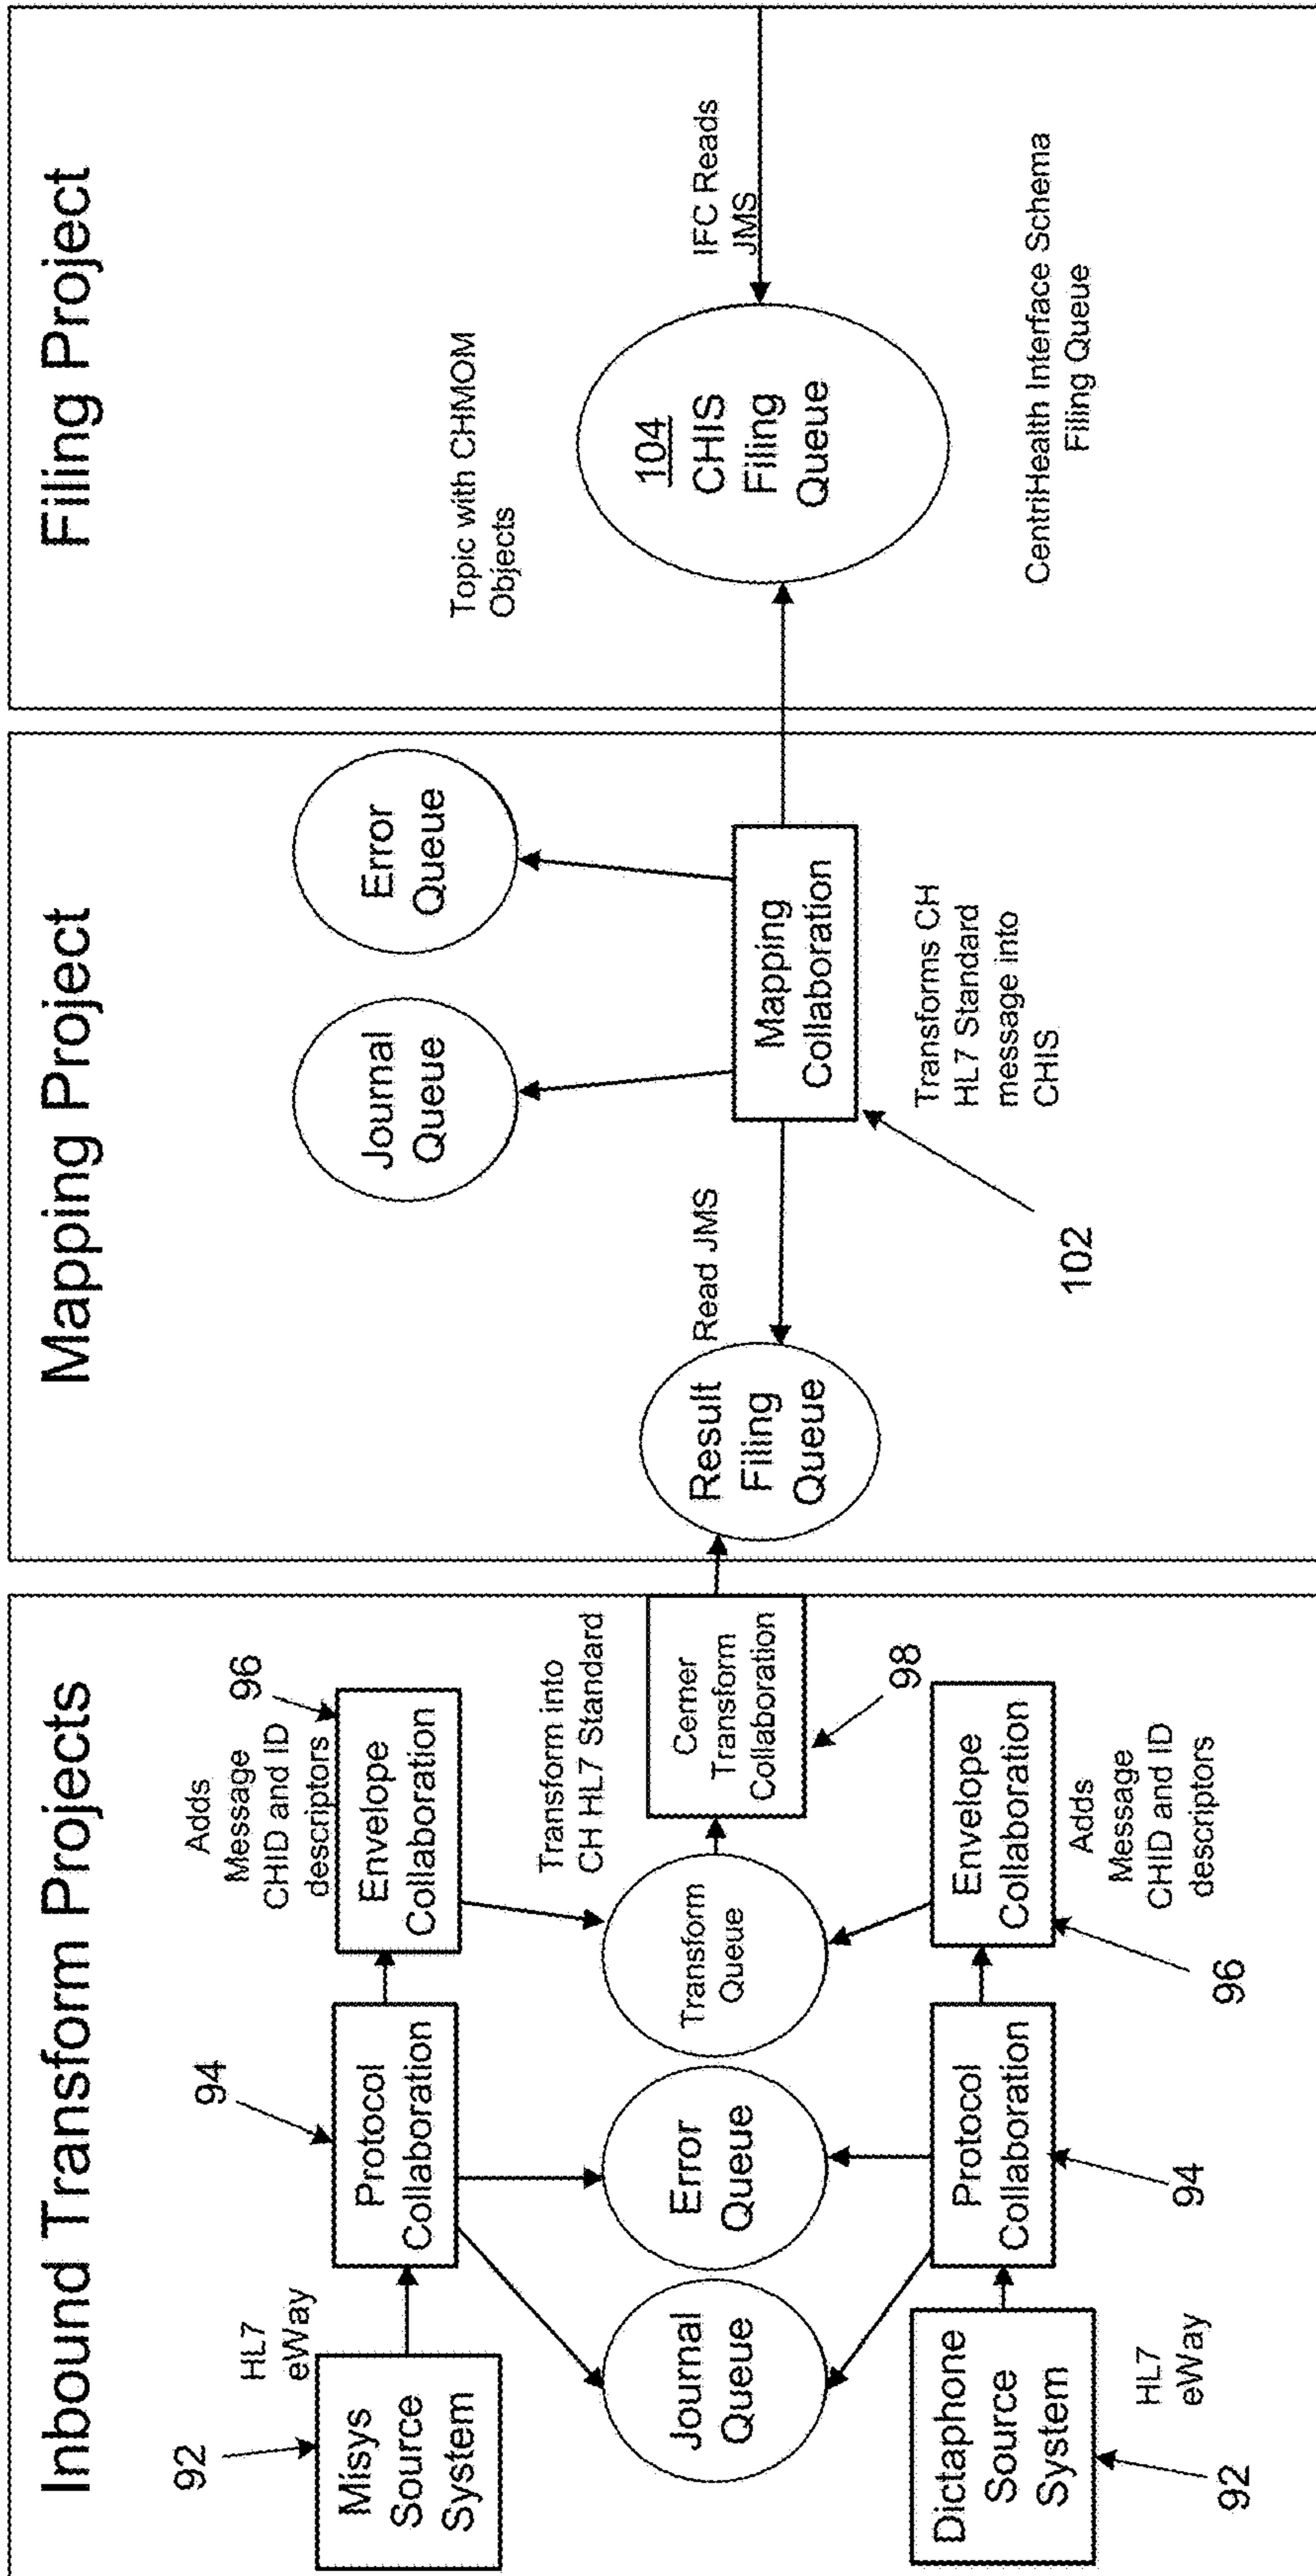 Inbound Transform Projects
92
Misys
Source
System
HL7
eWay
94
Protocol
Collaboration
Adds
Message
CHID and ID
descriptors
96
Envelope
Collaboration
Journal
Queue
Error
Queue
Transform
Queue
Transform into
CH HL7 Standard
Cerner
Transform
Collaboration
98
Dictaphone
Source
System
92
HL7
eWay
Protocol
Collaboration
94
Envelope
Collaboration
96
Adds
Message
CHID and ID
descriptors
Mapping Project
Result
Filing
Queue
Read JMS
Journal
Queue
Error
Queue
Mapping
Collaboration
102
Transforms CH
HL7 Standard
message into
CHIS
Filing Project
Topic with CHMOM
Objects
104
CHIS
Filing
Queue
IFC Reads
JMS
CentriHealth Interface Schema
Filing Queue